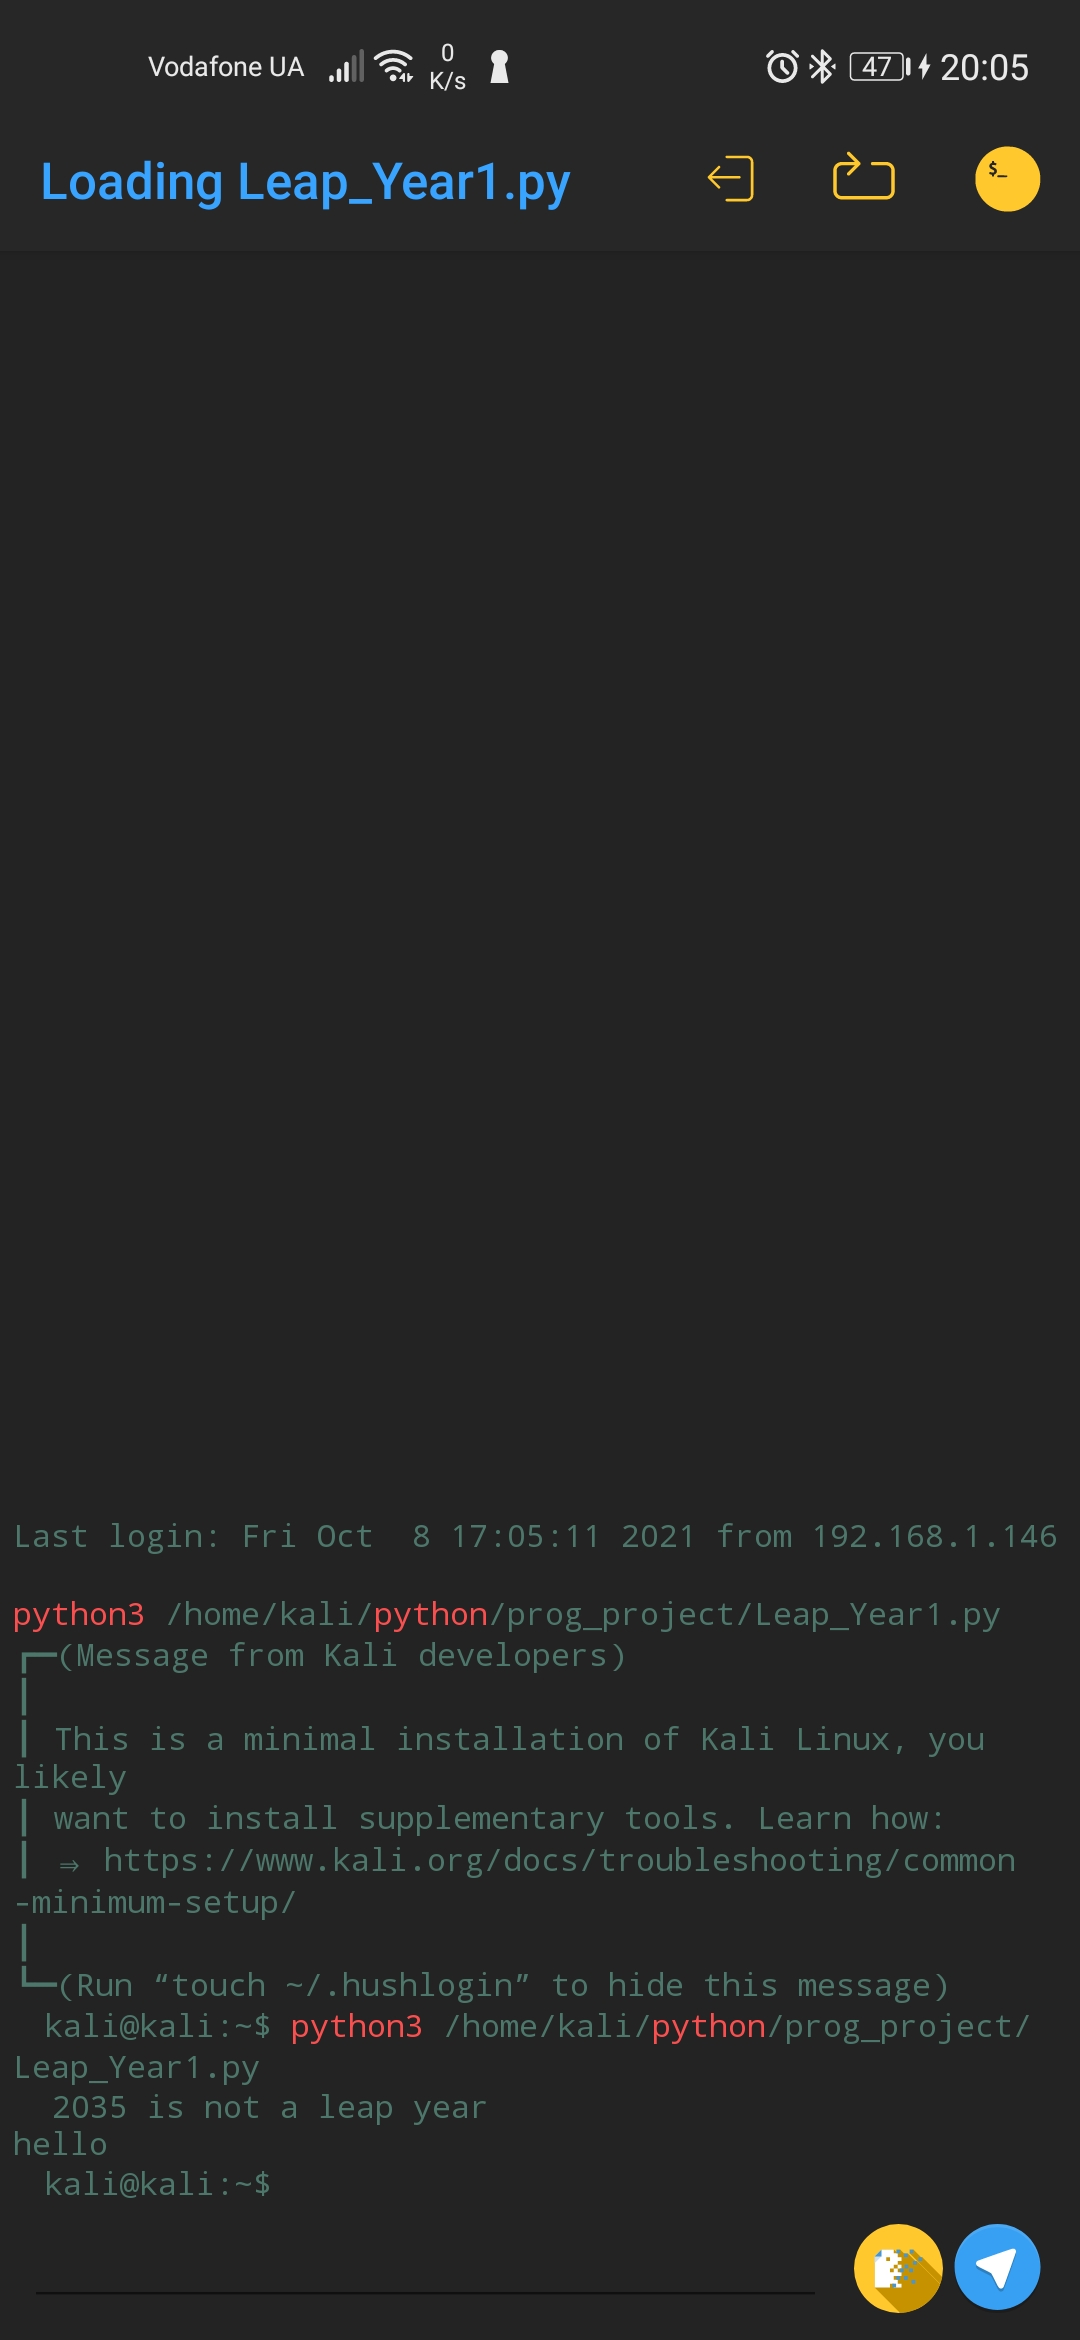 Vodafone UA 0 K/s 47 20:05
Loading Leap_Year1.py $_
Last login: Fri Oct  8 17:05:11 2021 from 192.168.1.146
python3 /home/kali/python/prog_project/Leap_Year1.py
┏━(Message from Kali developers)
┃
┃ This is a minimal installation of Kali Linux, you
likely
┃ want to install supplementary tools. Learn how:
┃ ⇒ https://www.kali.org/docs/troubleshooting/common
-minimum-setup/
┃
┗━(Run “touch ~/.hushlogin” to hide this message)
kali@kali:~$ python3 /home/kali/python/prog_project/
Leap_Year1.py
2035 is not a leap year
hello
kali@kali:~$